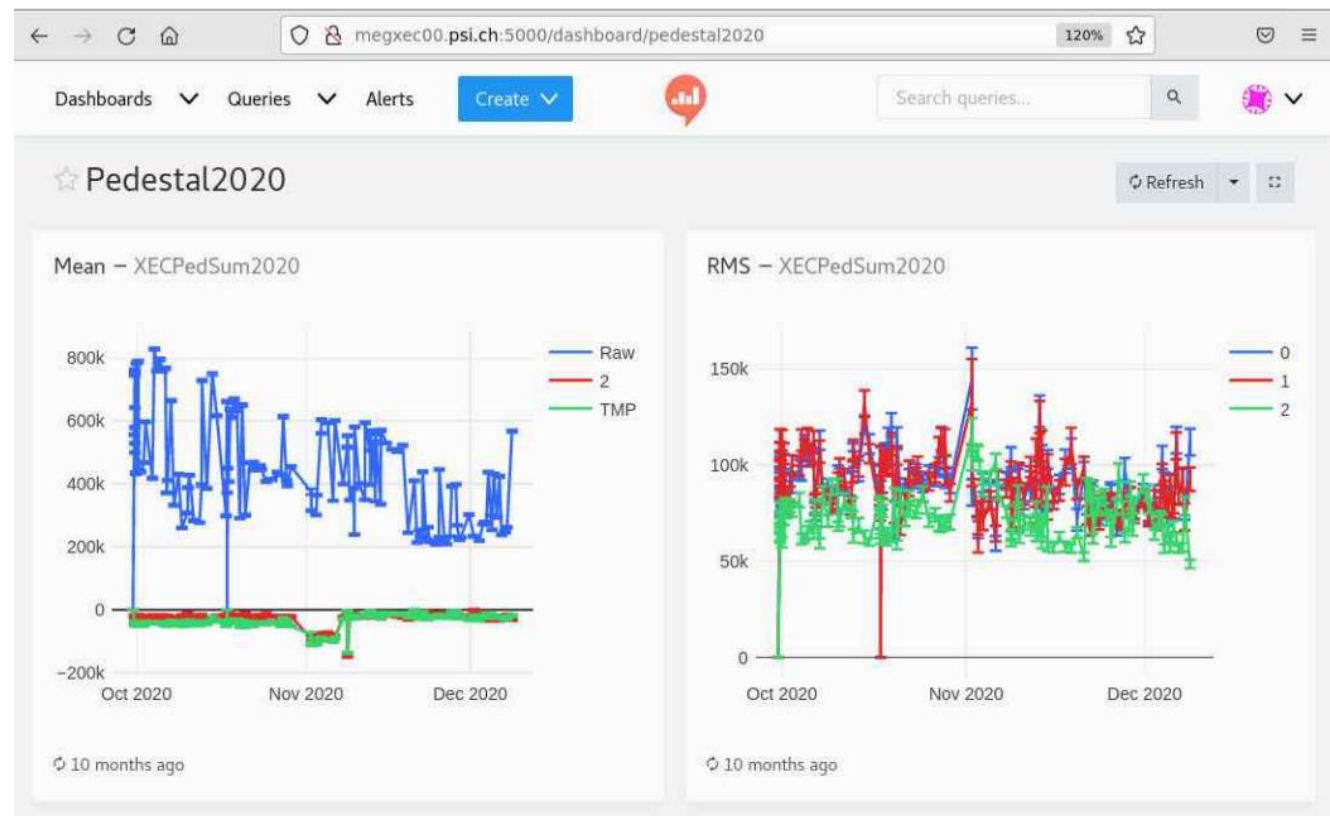 megxec00.psi.ch:5000/dashboard/pedestal2020 120%
Dashboards Queries Alerts Create Search queries...
Pedestal2020 Refresh
Mean – XECPedSum2020
800k
600k
400k
200k
0
−200k
Oct 2020 Nov 2020 Dec 2020
Raw
2
TMP
10 months ago
RMS – XECPedSum2020
150k
100k
50k
0
Oct 2020 Nov 2020 Dec 2020
0
1
2
10 months ago